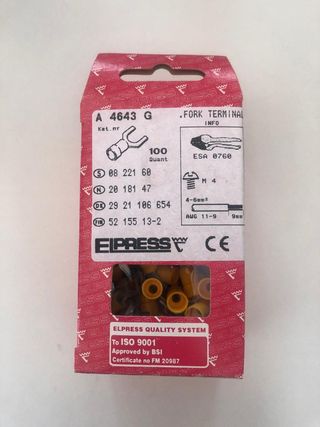 A 4643 G
.FORK TERMINAL
Kat.nr
INFO
100
Quant
ESA 0760
S 08 221 60
M 4
N 20 181 47
DK 29 21 106 654
4-6mm²
FIN 52 155 13-2
AWG 11-9 9mm
ELPRESS
CE
ELPRESS QUALITY SYSTEM
To ISO 9001
Approved by BSI
Certificate no FM 20987